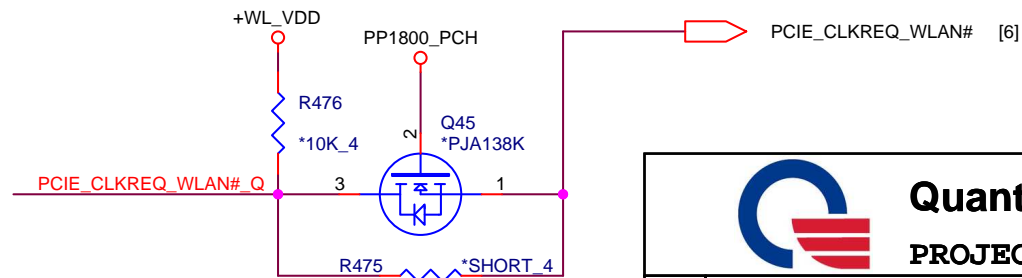 +WL_VDD
PP1800_PCH
PCIE_CLKREQ_WLAN# [6]
R476
*10K_4
2
Q45
*PJA138K
PCIE_CLKREQ_WLAN#_Q
3
1
R475
*SHORT_4
Quant
PROJEC